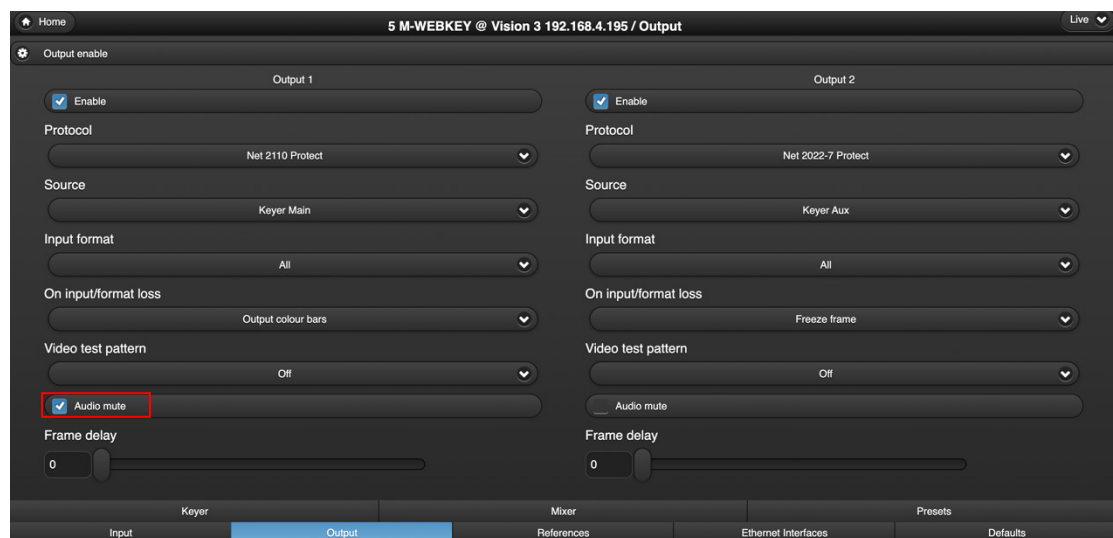 Home
5 M-WEBKEY @ Vision 3 192.168.4.195 / Output
Live
Output enable
Output 1
Output 2
Enable
Enable
Protocol
Protocol
Net 2110 Protect
Net 2022-7 Protect
Source
Source
Keyer Main
Keyer Aux
Input format
Input format
All
All
On input/format loss
On input/format loss
Output colour bars
Freeze frame
Video test pattern
Video test pattern
Off
Off
Audio mute
Audio mute
Frame delay
Frame delay
0
0
Keyer
Mixer
Presets
Input
Output
References
Ethernet Interfaces
Defaults